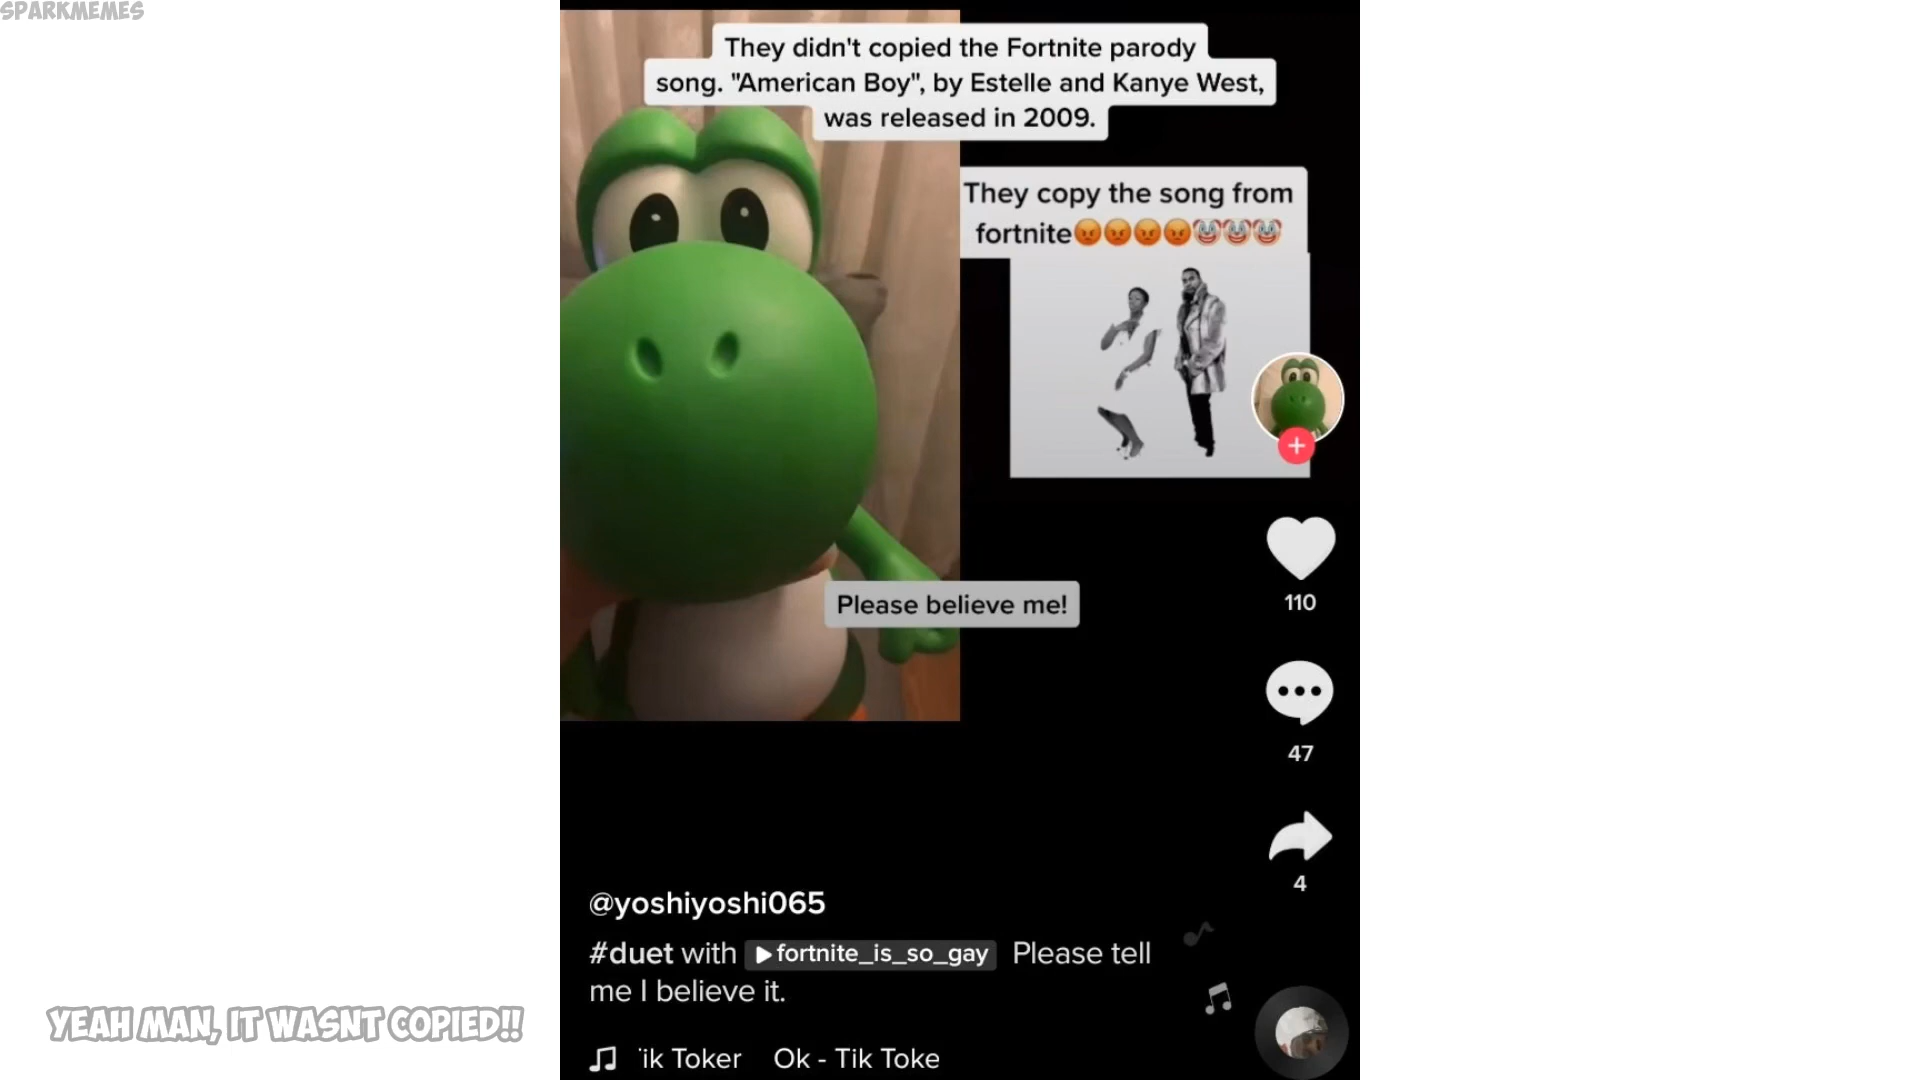 SPARKMEMES
They didn't copied the Fortnite parody
song. "American Boy", by Estelle and Kanye West,
was released in 2009.
They copy the song from
fortnite😡😡😡😡🤡🤡🤡
Please believe me!
110
47
4
@yoshiyoshi065
#duet with ▶fortnite_is_so_gay Please tell
me I believe it.
ik Toker Ok - Tik Toke
YEAH MAN, IT WASNT COPIED!!